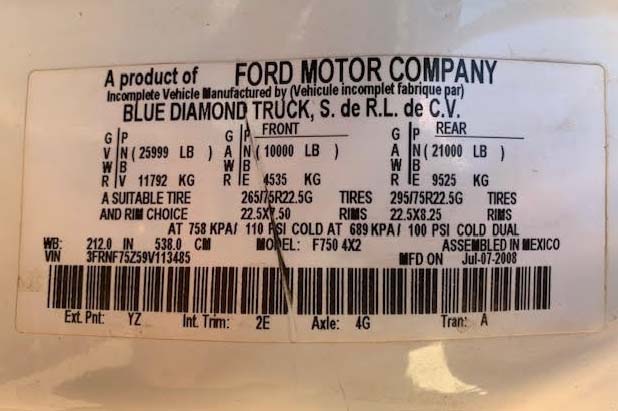 A product of FORD MOTOR COMPANY
Incomplete Vehicle Manufactured by (Vehicule incomplet fabrique par)
BLUE DIAMOND TRUCK, S. de R.L. de C.V.
G P G P FRONT G P REAR
V N ( 25999 LB ) A N ( 10000 LB ) A N ( 21000 LB )
W B W B W B
R V 11792 KG R E 4535 KG R E 9525 KG
A SUITABLE TIRE 265/75R22.5G TIRES 295/75R22.5G TIRES
AND RIM CHOICE 22.5X7.50 RIMS 22.5X8.25 RIMS
AT 758 KPA/ 110 PSI COLD AT 689 KPA/ 100 PSI COLD DUAL
WB: 212.0 IN 538.0 CM MODEL: F750 4X2 ASSEMBLED IN MEXICO
VIN 3FRNF75Z59V113485 MFD ON Jul-07-2008
Ext. Pnt: YZ Int. Trim: 2E Axle: 4G Tran: A